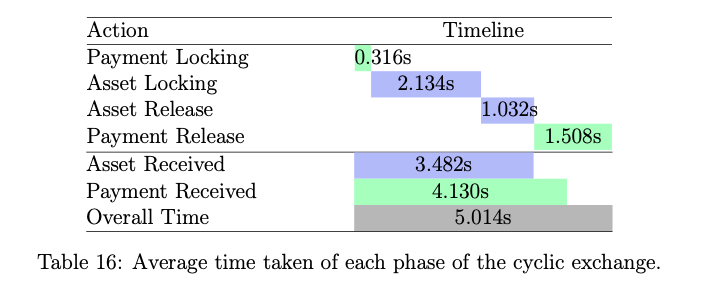 Action Timeline
Payment Locking 0.316s
Asset Locking 2.134s
Asset Release 1.032s
Payment Release 1.508s
Asset Received 3.482s
Payment Received 4.130s
Overall Time 5.014s
Table 16: Average time taken of each phase of the cyclic exchange.